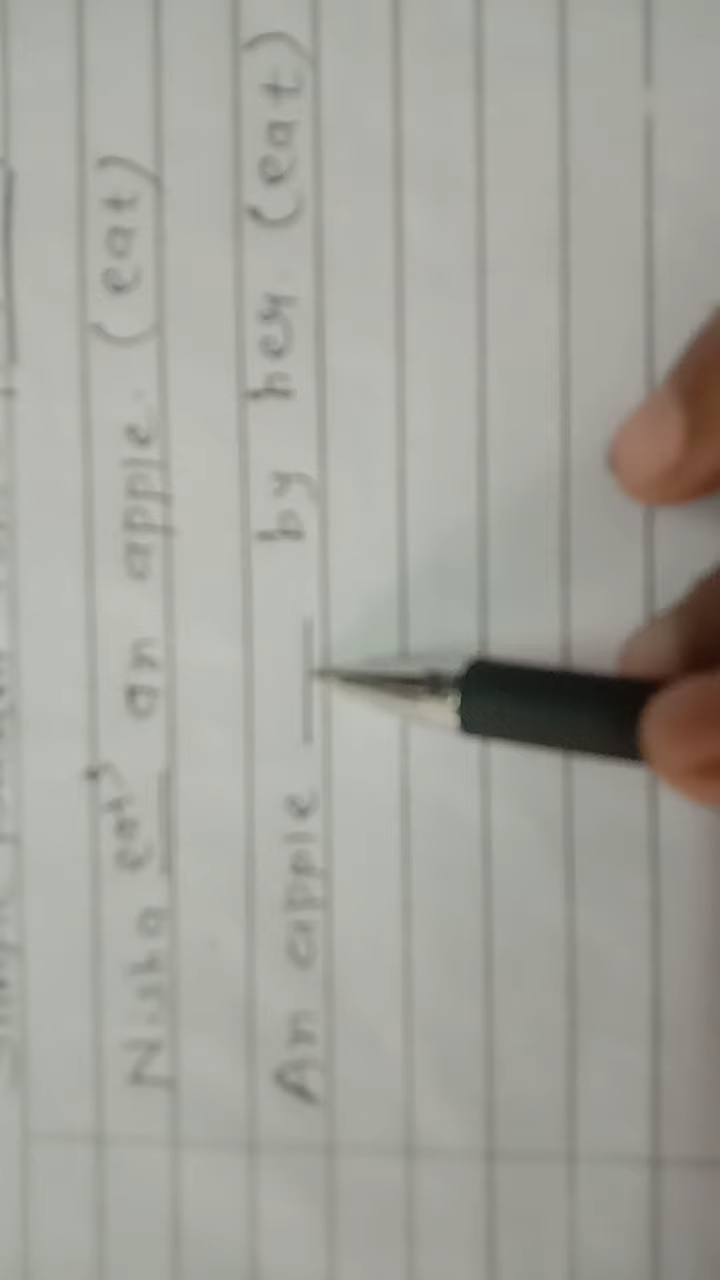 Nisha eats an apple. (eat)
An apple ___ by her. (eat)